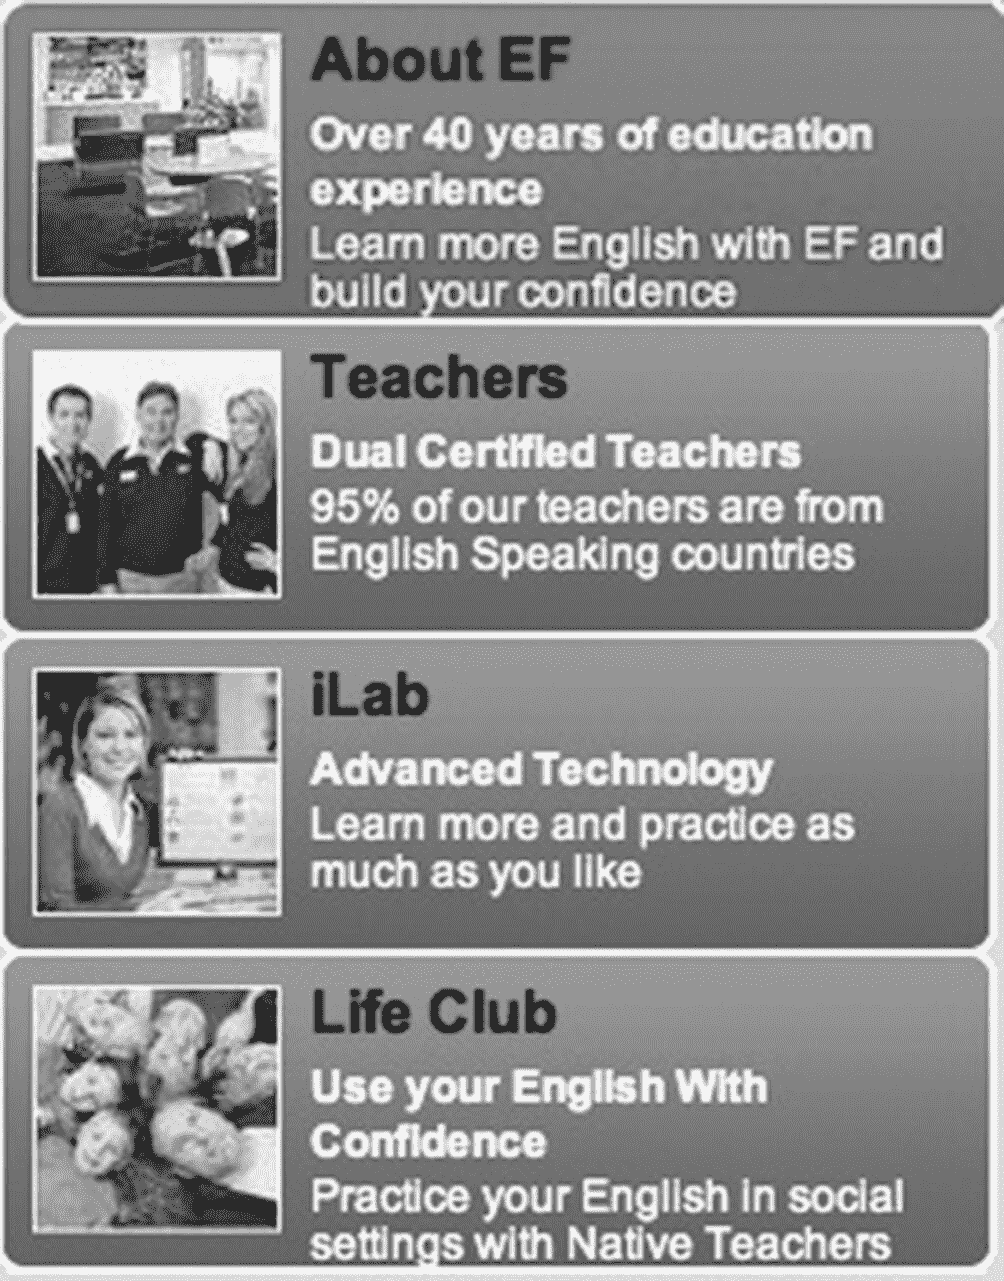 About EF
Over 40 years of education
experience
Learn more English with EF and
build your confidence
Teachers
Dual Certified Teachers
95% of our teachers are from
English Speaking countries
iLab
Advanced Technology
Learn more and practice as
much as you like
Life Club
Use your English With
Confidence
Practice your English in social
settings with Native Teachers